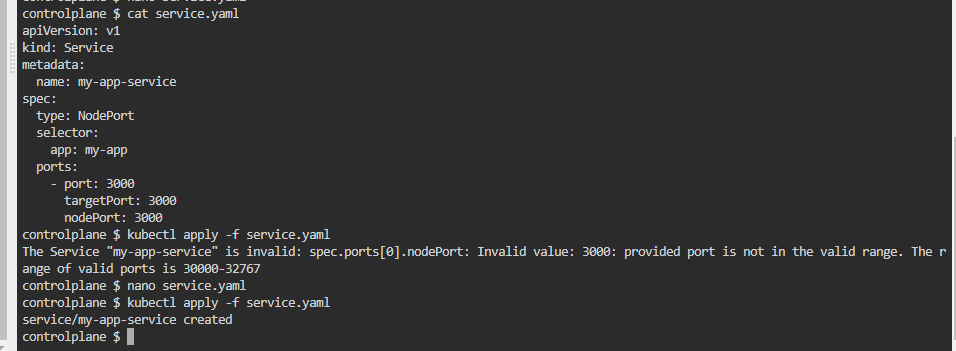 controlplane $ nano service.yaml
controlplane $ cat service.yaml
apiVersion: v1
kind: Service
metadata:
  name: my-app-service
spec:
  type: NodePort
  selector:
    app: my-app
  ports:
    - port: 3000
      targetPort: 3000
      nodePort: 3000
controlplane $ kubectl apply -f service.yaml
The Service "my-app-service" is invalid: spec.ports[0].nodePort: Invalid value: 3000: provided port is not in the valid range. The r
ange of valid ports is 30000-32767
controlplane $ nano service.yaml
controlplane $ kubectl apply -f service.yaml
service/my-app-service created
controlplane $